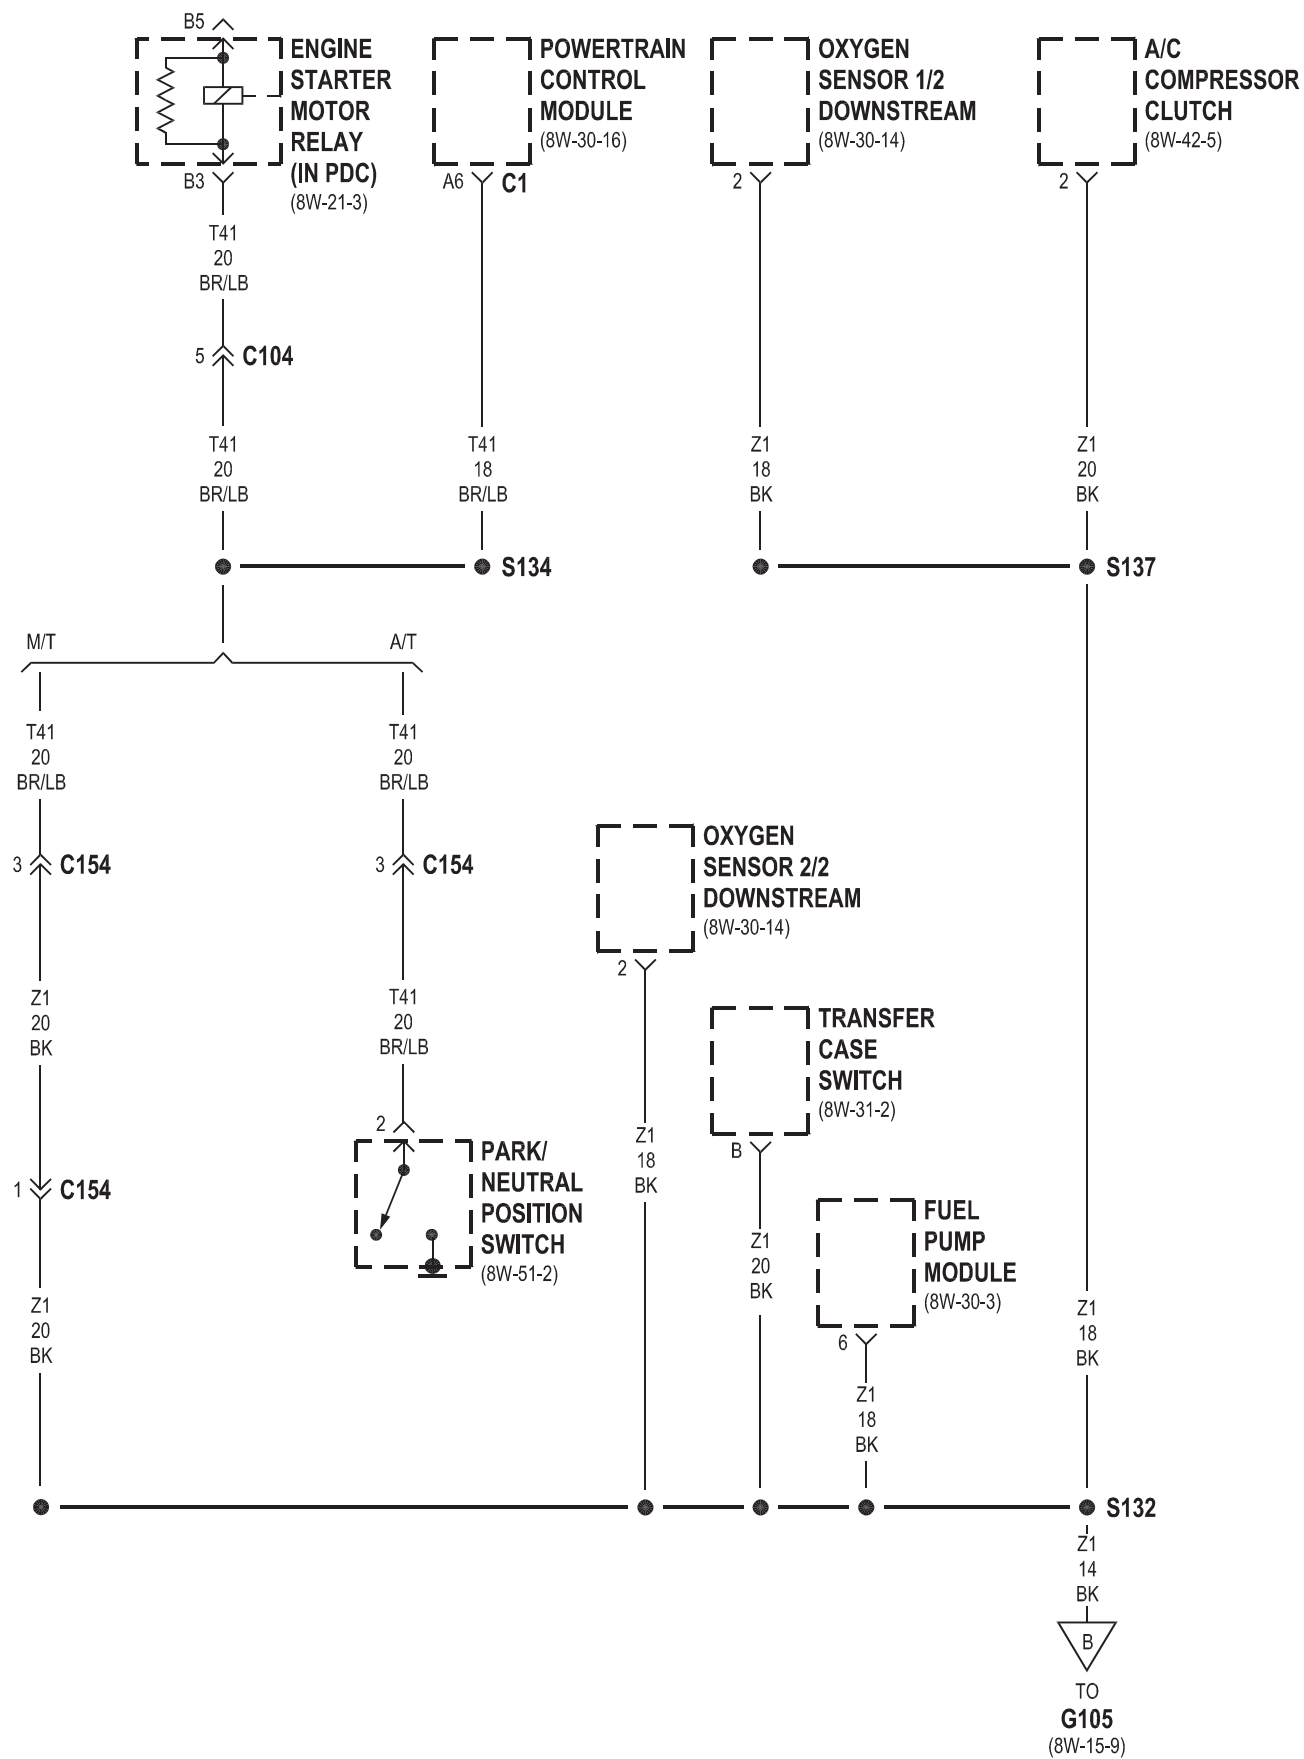 B5
ENGINE
STARTER
MOTOR
RELAY
(IN PDC)
(8W-21-3)
B3
T41
20
BR/LB
5
C104
T41
20
BR/LB
POWERTRAIN
CONTROL
MODULE
(8W-30-16)
A6
C1
T41
18
BR/LB
S134
OXYGEN
SENSOR 1/2
DOWNSTREAM
(8W-30-14)
2
Z1
18
BK
A/C
COMPRESSOR
CLUTCH
(8W-42-5)
2
Z1
20
BK
S137
M/T
A/T
T41
20
BR/LB
3
C154
Z1
20
BK
1
C154
Z1
20
BK
T41
20
BR/LB
3
C154
T41
20
BR/LB
2
PARK/
NEUTRAL
POSITION
SWITCH
(8W-51-2)
OXYGEN
SENSOR 2/2
DOWNSTREAM
(8W-30-14)
2
Z1
18
BK
TRANSFER
CASE
SWITCH
(8W-31-2)
B
Z1
20
BK
FUEL
PUMP
MODULE
(8W-30-3)
6
Z1
18
BK
Z1
18
BK
S132
Z1
14
BK
B
TO
G105
(8W-15-9)